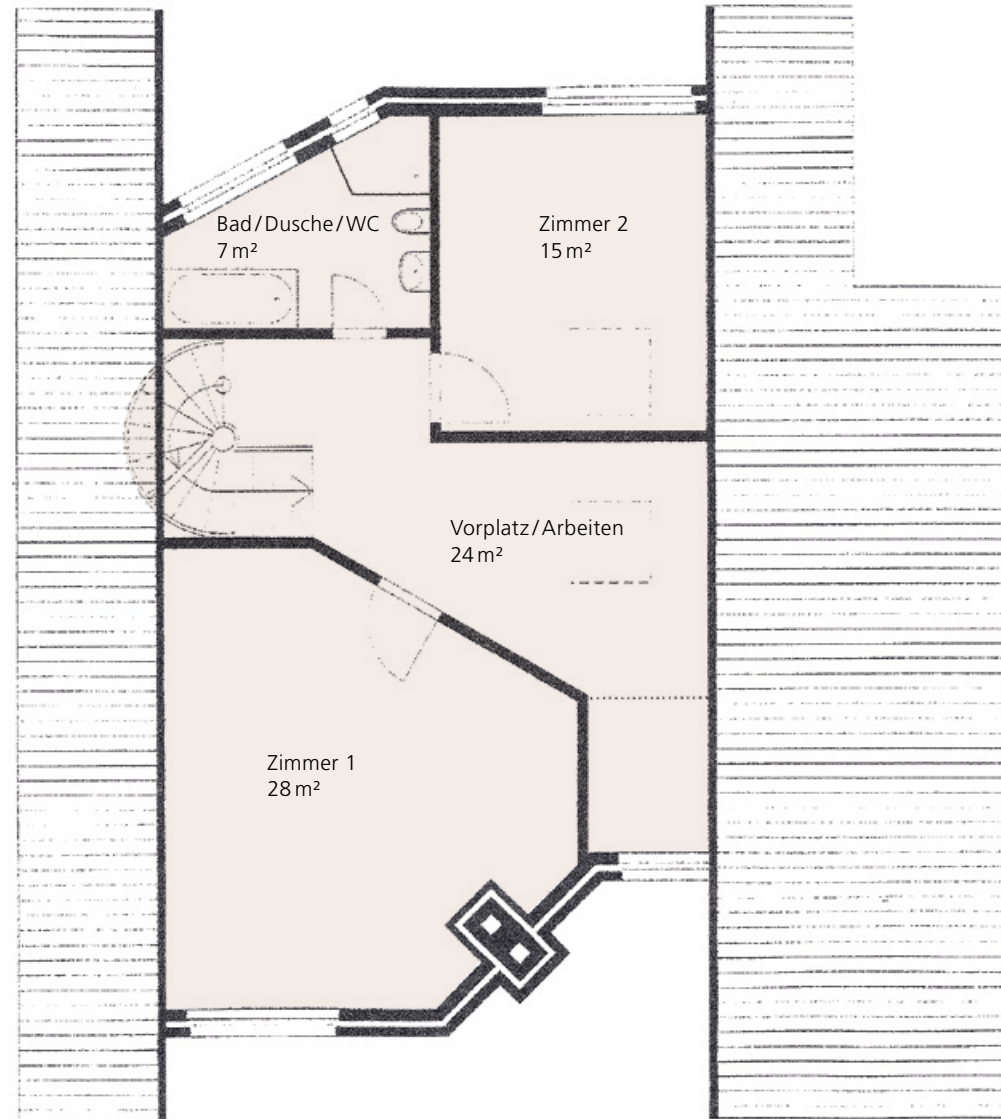 Bad/Dusche/WC
7 m²
Zimmer 2
15 m²
Vorplatz/Arbeiten
24 m²
Zimmer 1
28 m²